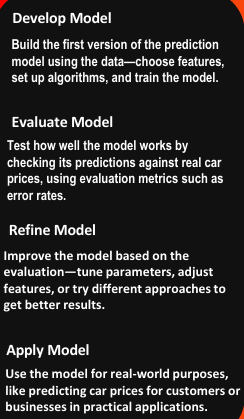 Develop Model
Build the first version of the prediction
model using the data—choose features,
set up algorithms, and train the model.
Evaluate Model
Test how well the model works by
checking its predictions against real car
prices, using evaluation metrics such as
error rates.
Refine Model
Improve the model based on the
evaluation—tune parameters, adjust
features, or try different approaches to
get better results.
Apply Model
Use the model for real-world purposes,
like predicting car prices for customers or
businesses in practical applications.